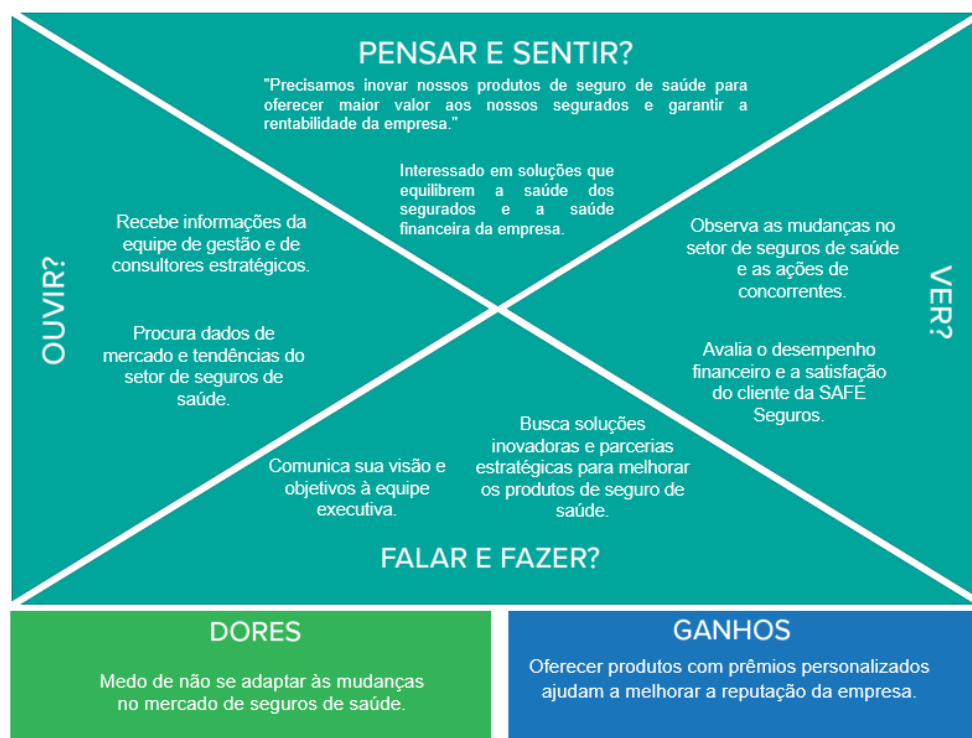 PENSAR E SENTIR?
"Precisamos inovar nossos produtos de seguro de saúde para
oferecer maior valor aos nossos segurados e garantir a
rentabilidade da empresa."
Interessado em soluções que
equilibrem a saúde dos
segurados e a saúde
financeira da empresa.
OUVIR?
Recebe informações da
equipe de gestão e de
consultores estratégicos.
Procura dados de
mercado e tendências do
setor de seguros de
saúde.
VER?
Observa as mudanças no
setor de seguros de saúde
e as ações de
concorrentes.
Avalia o desempenho
financeiro e a satisfação
do cliente da SAFE
Seguros.
Comunica sua visão e
objetivos à equipe
executiva.
Busca soluções
inovadoras e parcerias
estratégicas para melhorar
os produtos de seguro de
saúde.
FALAR E FAZER?
DORES
Medo de não se adaptar às mudanças
no mercado de seguros de saúde.
GANHOS
Oferecer produtos com prêmios personalizados
ajudam a melhorar a reputação da empresa.